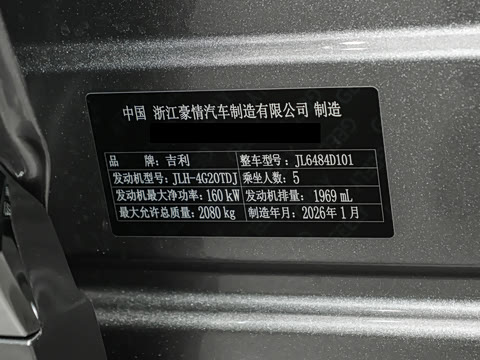 中国 浙江豪情汽车制造有限公司 制造
品 牌：吉利 整车型号：JL6484D101
发动机型号：JLH-4G20TDJ 乘坐人数：5
发动机最大净功率：160 kW 发动机排量：1969 mL
最大允许总质量：2080 kg 制造年月：2026 年 1 月